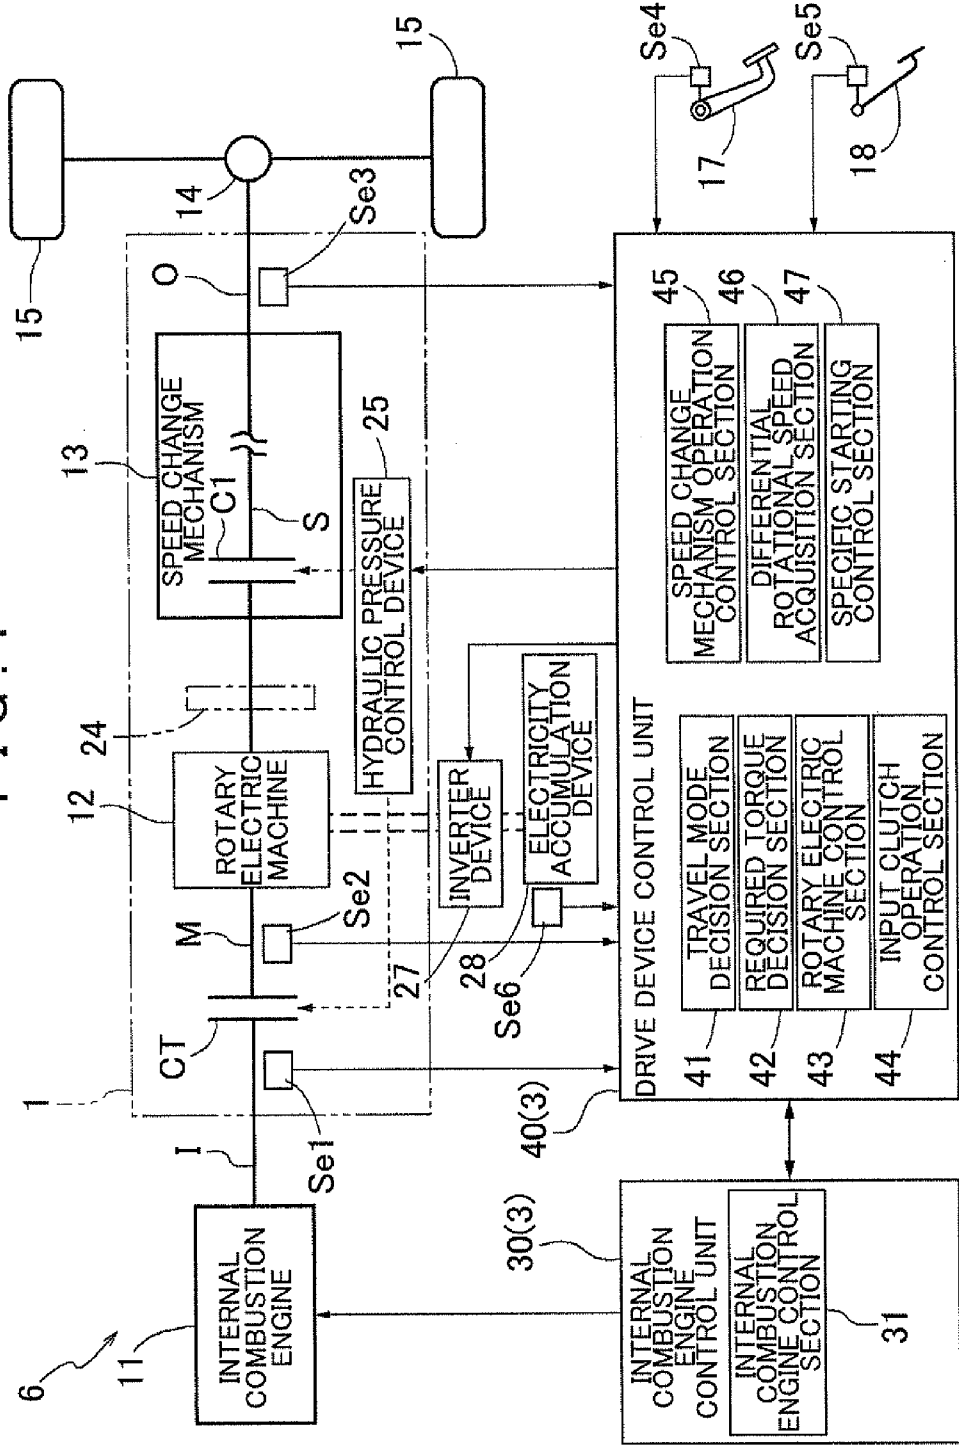 FIG. 1
6
1
15
15
11
INTERNAL
COMBUSTION
ENGINE
I
CT
M
12
ROTARY
ELECTRIC
MACHINE
24
13
SPEED CHANGE
MECHANISM
C1
S
O
14
Se1
Se2
Se3
25
HYDRAULIC PRESSURE
CONTROL DEVICE
27
INVERTER
DEVICE
28
ELECTRICITY
ACCUMULATION
DEVICE
Se6
Se4
17
Se5
18
30(3)
INTERNAL
COMBUSTION
ENGINE
CONTROL UNIT
INTERNAL
COMBUSTION
ENGINE CONTROL
SECTION
31
40(3)
DRIVE DEVICE CONTROL UNIT
41
TRAVEL MODE
DECISION SECTION
42
REQUIRED TORQUE
DECISION SECTION
43
ROTARY ELECTRIC
MACHINE CONTROL
SECTION
44
INPUT CLUTCH
OPERATION
CONTROL SECTION
SPEED CHANGE
MECHANISM OPERATION
CONTROL SECTION
45
DIFFERENTIAL
ROTATIONAL SPEED
ACQUISITION SECTION
46
SPECIFIC STARTING
CONTROL SECTION
47